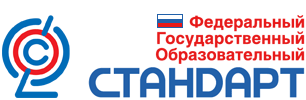 Федеральный
Государственный
Образовательный
СТАНДАРТ